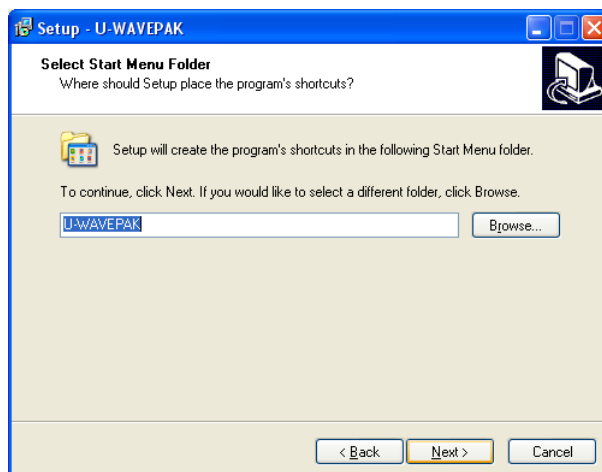 Setup - U-WAVEPAK
Select Start Menu Folder
Where should Setup place the program's shortcuts?
Setup will create the program's shortcuts in the following Start Menu folder.
To continue, click Next. If you would like to select a different folder, click Browse.
U-WAVEPAK
Browse...
< Back
Next >
Cancel